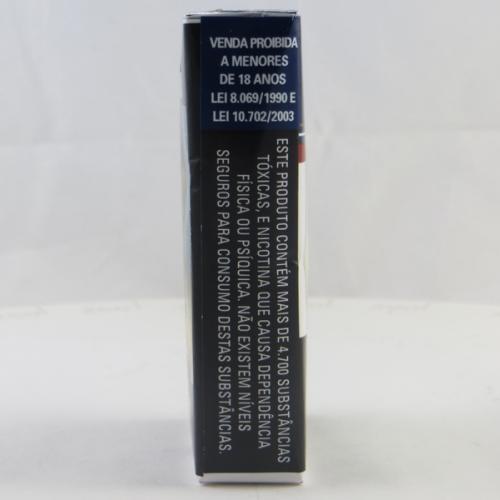 VENDA PROIBIDA
A MENORES
DE 18 ANOS
LEI 8.069/1990 E
LEI 10.702/2003
ESTE PRODUTO CONTÉM MAIS DE 4.700 SUBSTÂNCIAS
TÓXICAS, E NICOTINA QUE CAUSA DEPENDÊNCIA
FÍSICA OU PSÍQUICA. NÃO EXISTEM NÍVEIS
SEGUROS PARA CONSUMO DESTAS SUBSTÂNCIAS.